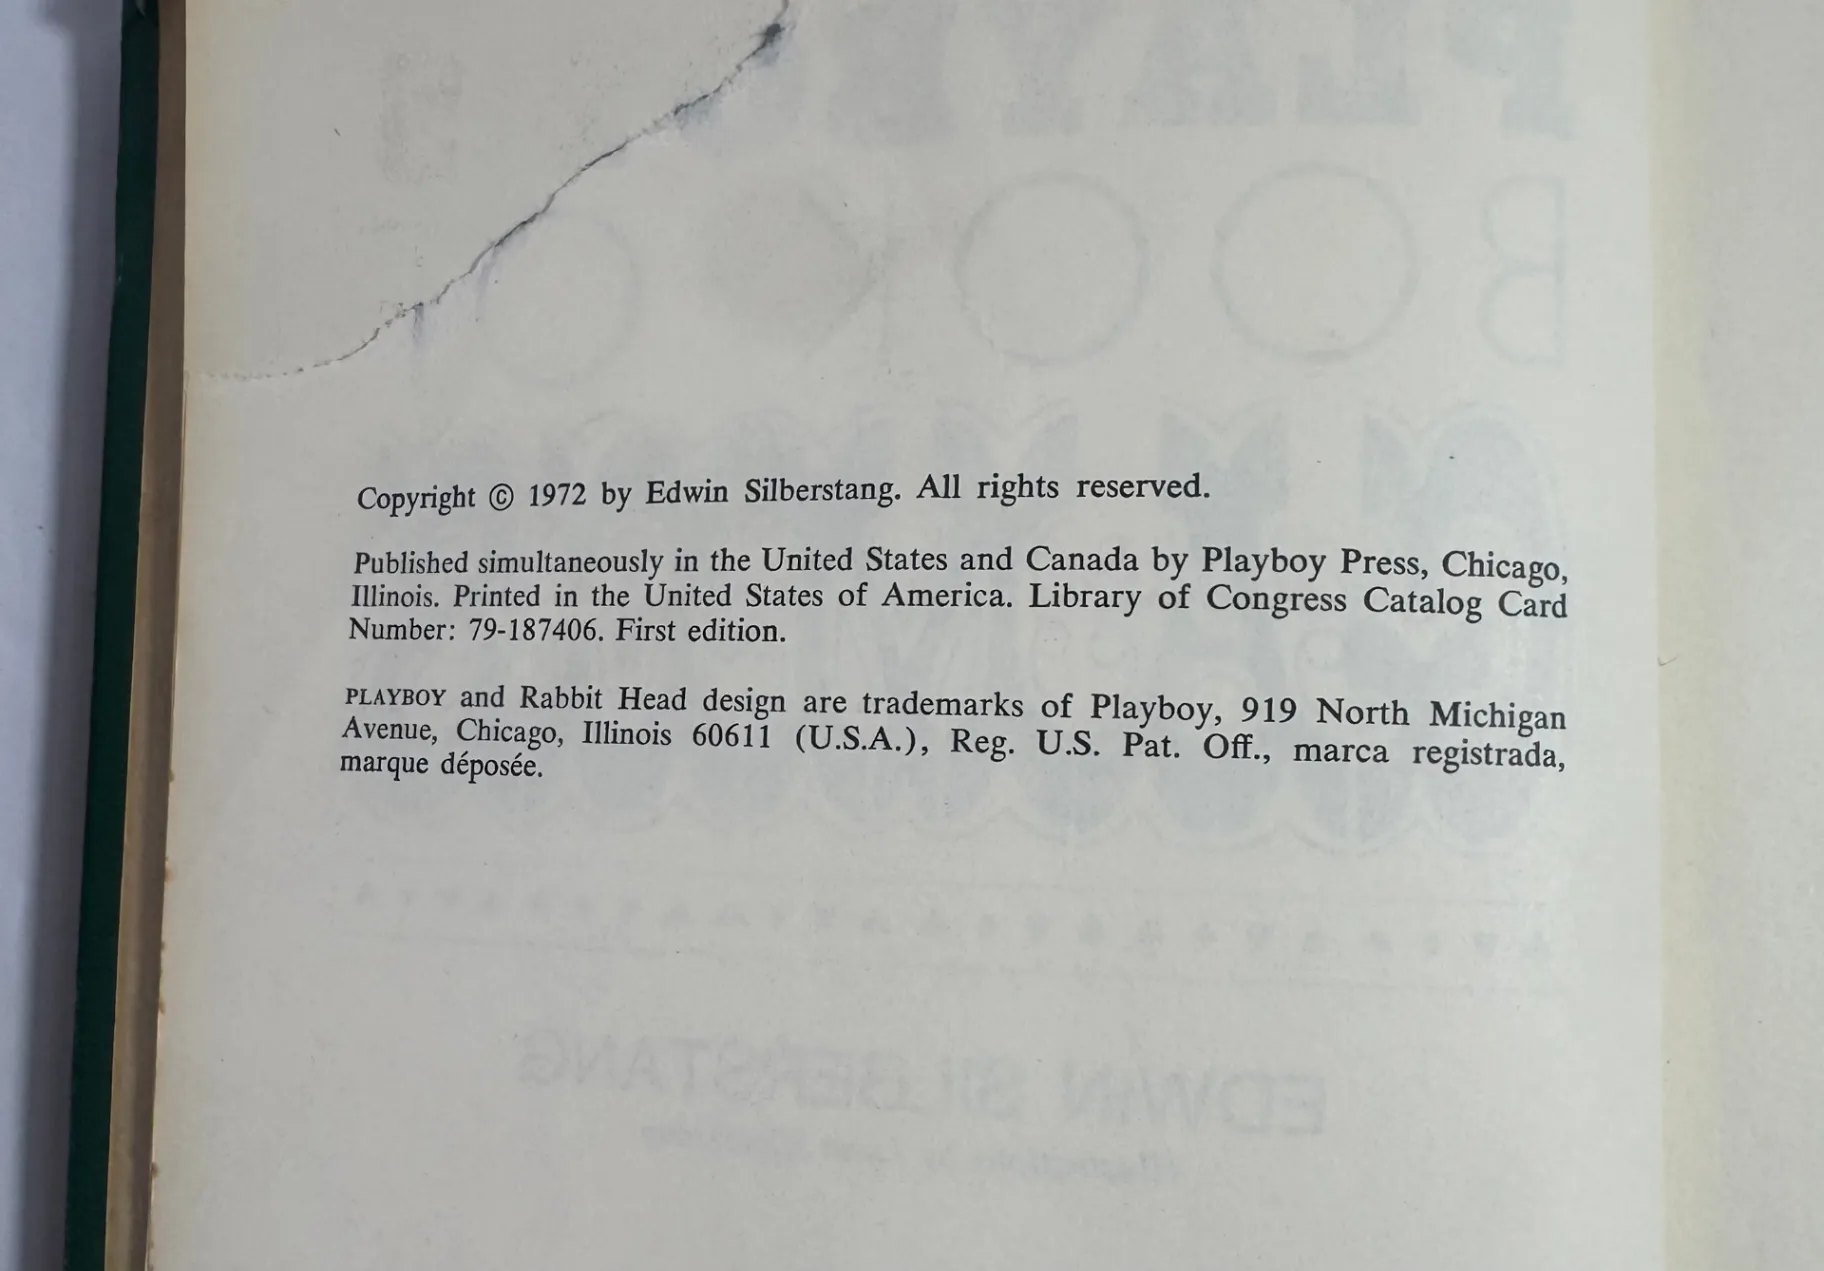 Copyright © 1972 by Edwin Silberstang. All rights reserved.
Published simultaneously in the United States and Canada by Playboy Press, Chicago,
Illinois. Printed in the United States of America. Library of Congress Catalog Card
Number: 79-187406. First edition.
PLAYBOY and Rabbit Head design are trademarks of Playboy, 919 North Michigan
Avenue, Chicago, Illinois 60611 (U.S.A.), Reg. U.S. Pat. Off., marca registrada,
marque déposée.
EDWIN SILBERSTANG